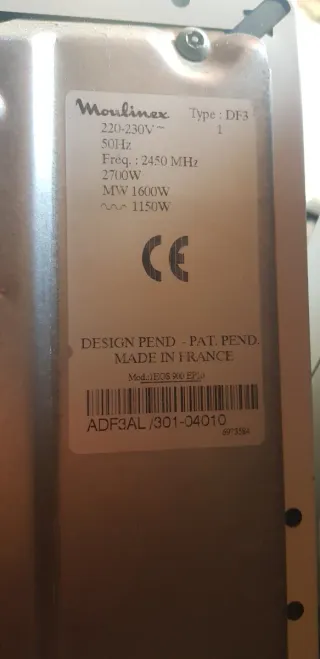 Moulinex Type : DF3
220-230V ~ 1
50Hz
Fréq. : 2450 MHz
2700W
MW 1600W
1150W
CE
DESIGN PEND - PAT. PEND.
MADE IN FRANCE
Mod.:
ADF3AL /301-04010